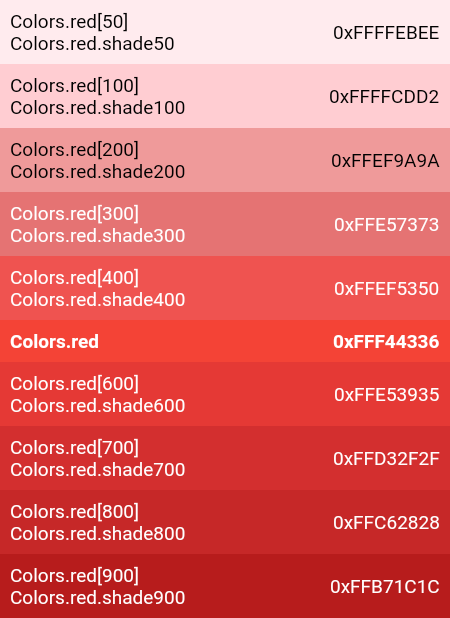 Colors.red[50]
Colors.red.shade50
0xFFFFEBEE
Colors.red[100]
Colors.red.shade100
0xFFFFCDD2
Colors.red[200]
Colors.red.shade200
0xFFEF9A9A
Colors.red[300]
Colors.red.shade300
0xFFE57373
Colors.red[400]
Colors.red.shade400
0xFFEF5350
Colors.red
0xFFF44336
Colors.red[600]
Colors.red.shade600
0xFFE53935
Colors.red[700]
Colors.red.shade700
0xFFD32F2F
Colors.red[800]
Colors.red.shade800
0xFFC62828
Colors.red[900]
Colors.red.shade900
0xFFB71C1C